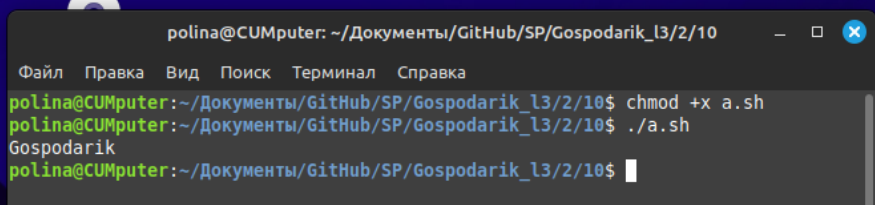 polina@CUMputer: ~/Документы/GitHub/SP/Gospodarik_l3/2/10
Файл Правка Вид Поиск Терминал Справка
polina@CUMputer:~/Документы/GitHub/SP/Gospodarik_l3/2/10$ chmod +x a.sh
polina@CUMputer:~/Документы/GitHub/SP/Gospodarik_l3/2/10$ ./a.sh
Gospodarik
polina@CUMputer:~/Документы/GitHub/SP/Gospodarik_l3/2/10$